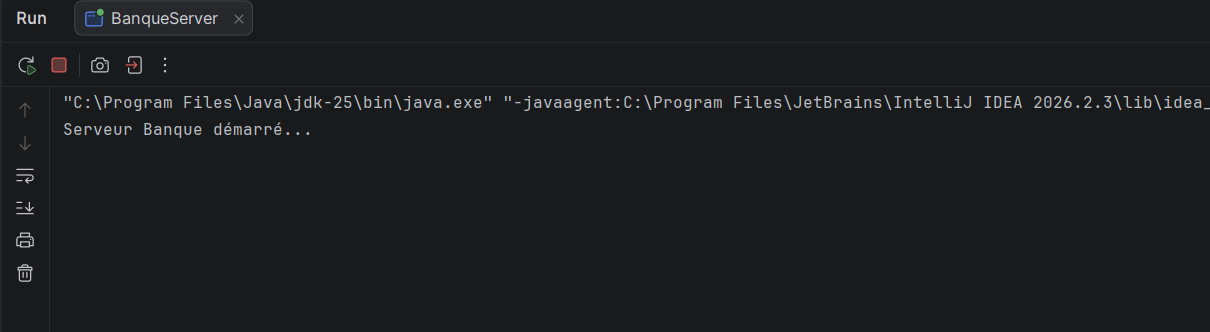 Run BanqueServer
"C:\Program Files\Java\jdk-25\bin\java.exe" "-javaagent:C:\Program Files\JetBrains\IntelliJ IDEA 2026.2.3\lib\idea_
Serveur Banque démarré...